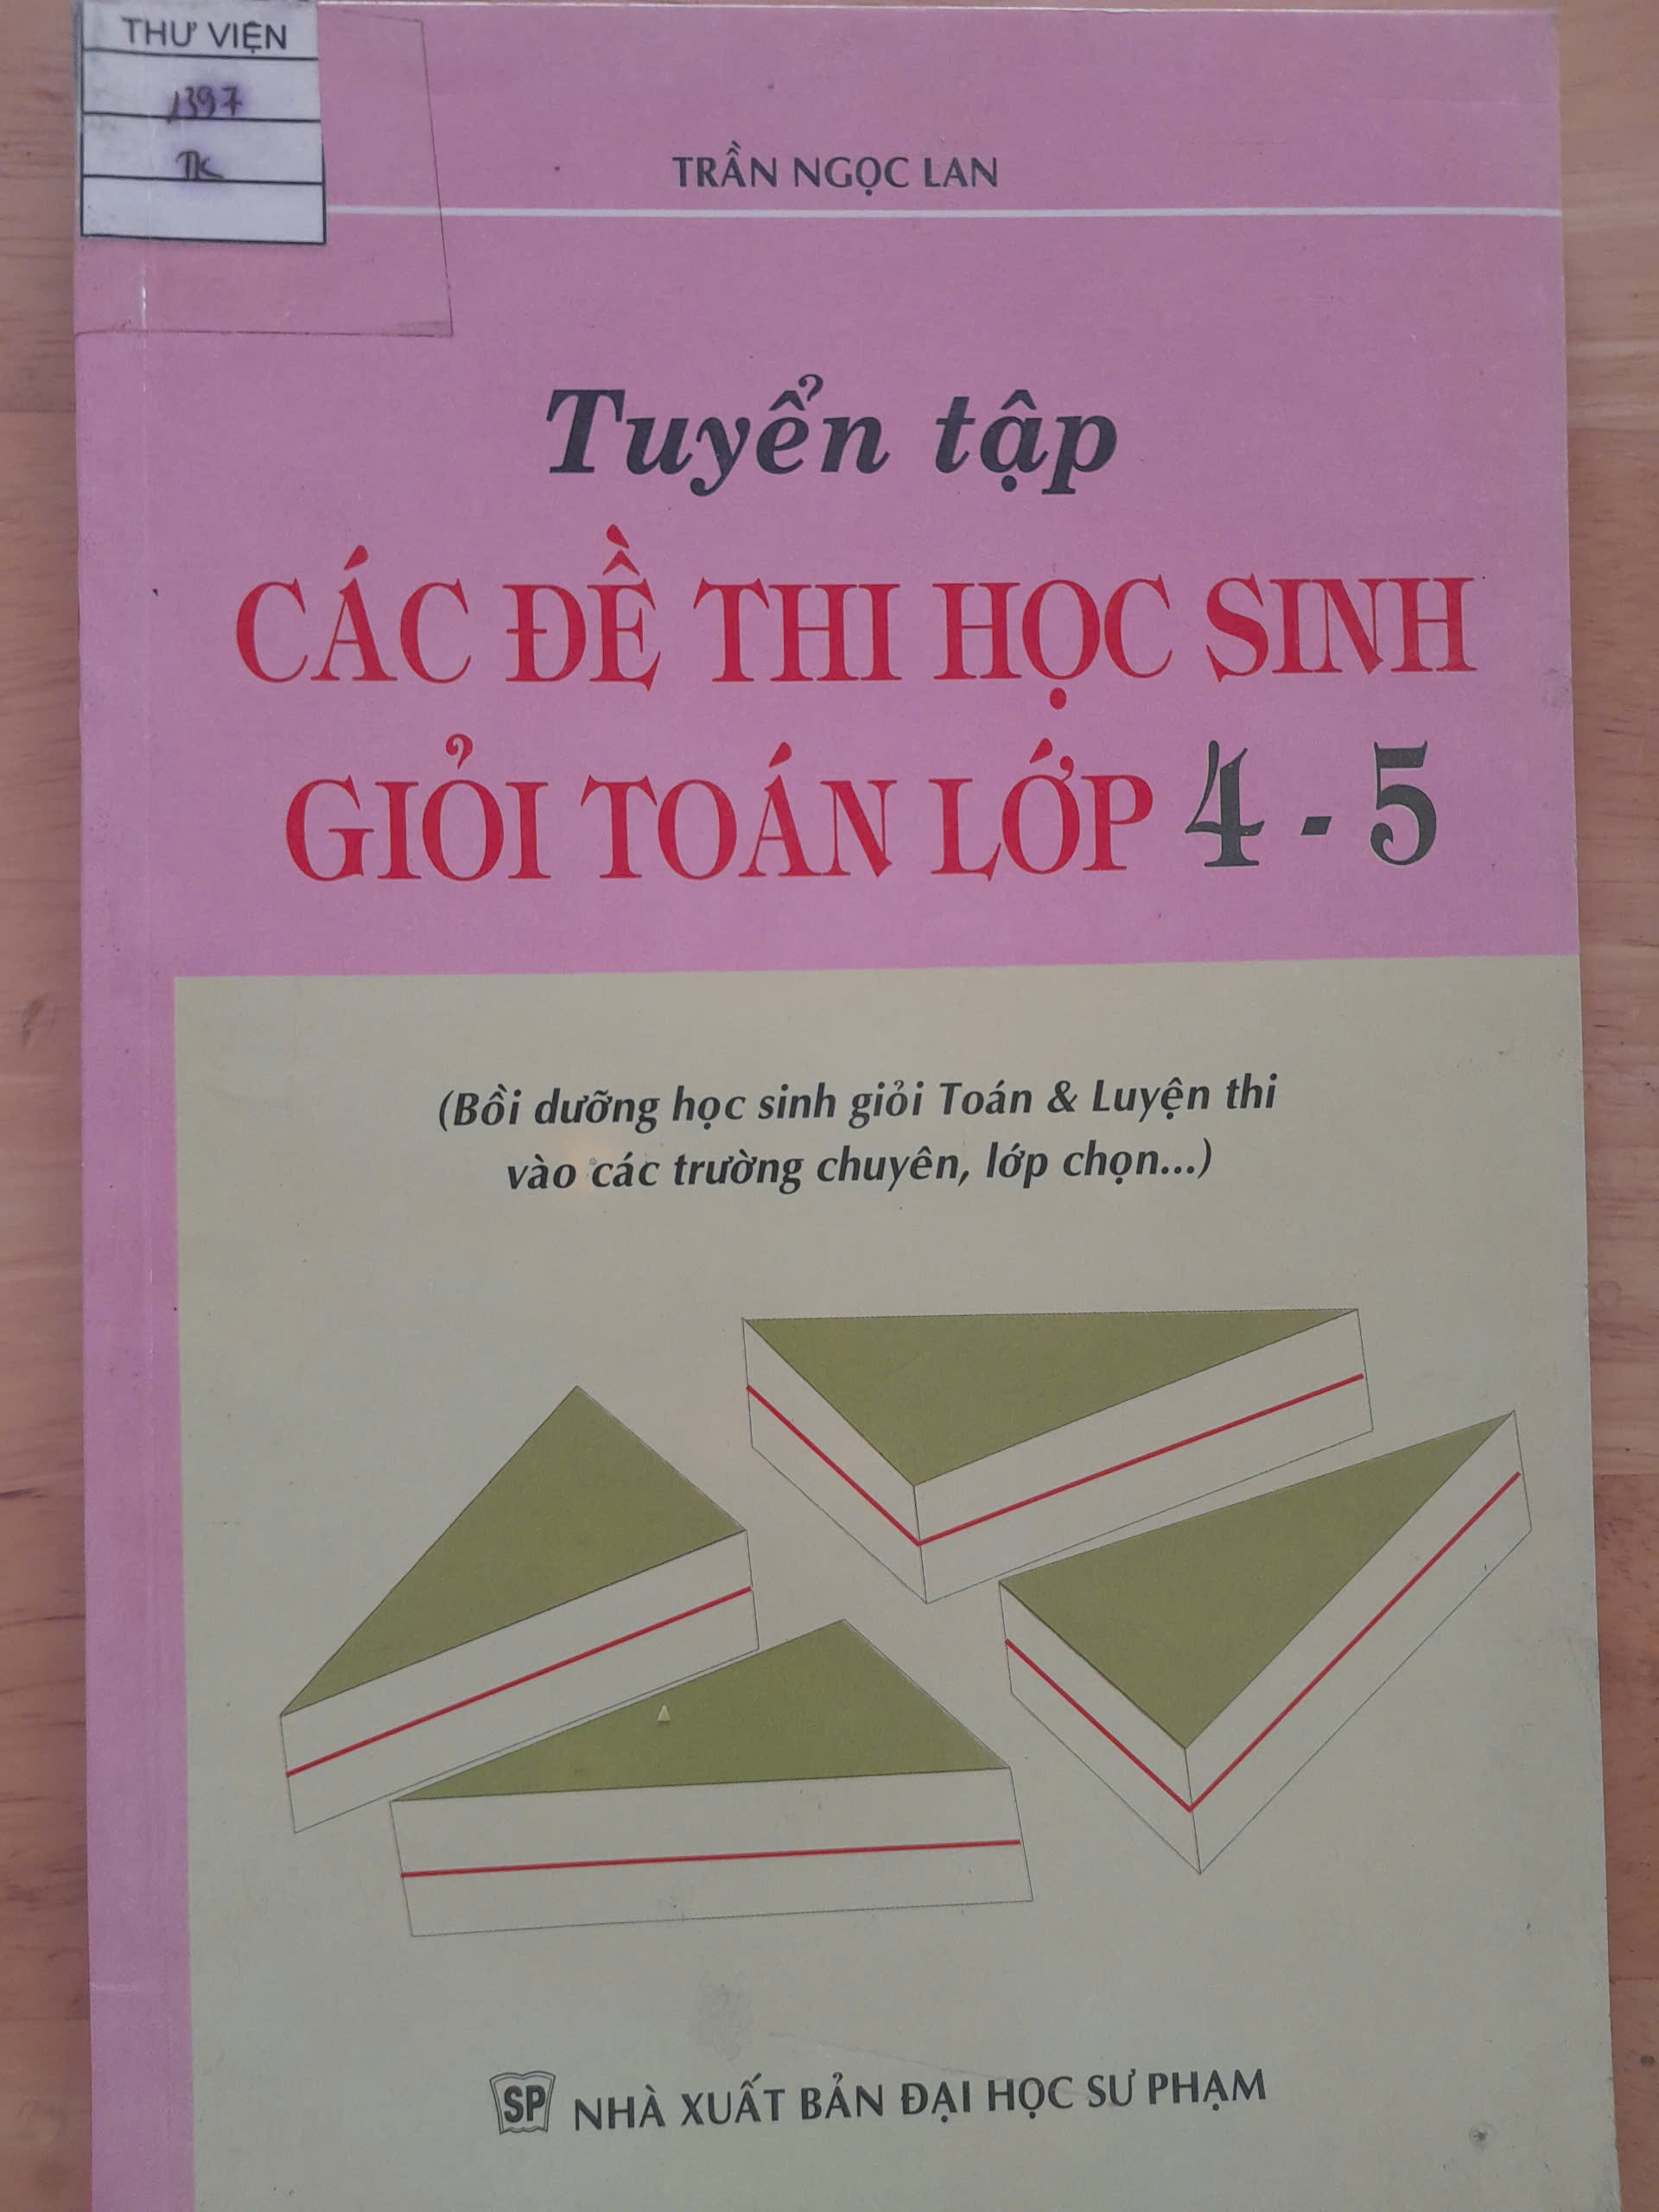 THƯ VIỆN
1397
TK
TRẦN NGỌC LAN
Tuyển tập
CÁC ĐỀ THI HỌC SINH
GIỎI TOÁN LỚP 4 - 5
(Bồi dưỡng học sinh giỏi Toán & Luyện thi
vào các trường chuyên, lớp chọn...)
SP NHÀ XUẤT BẢN ĐẠI HỌC SƯ PHẠM